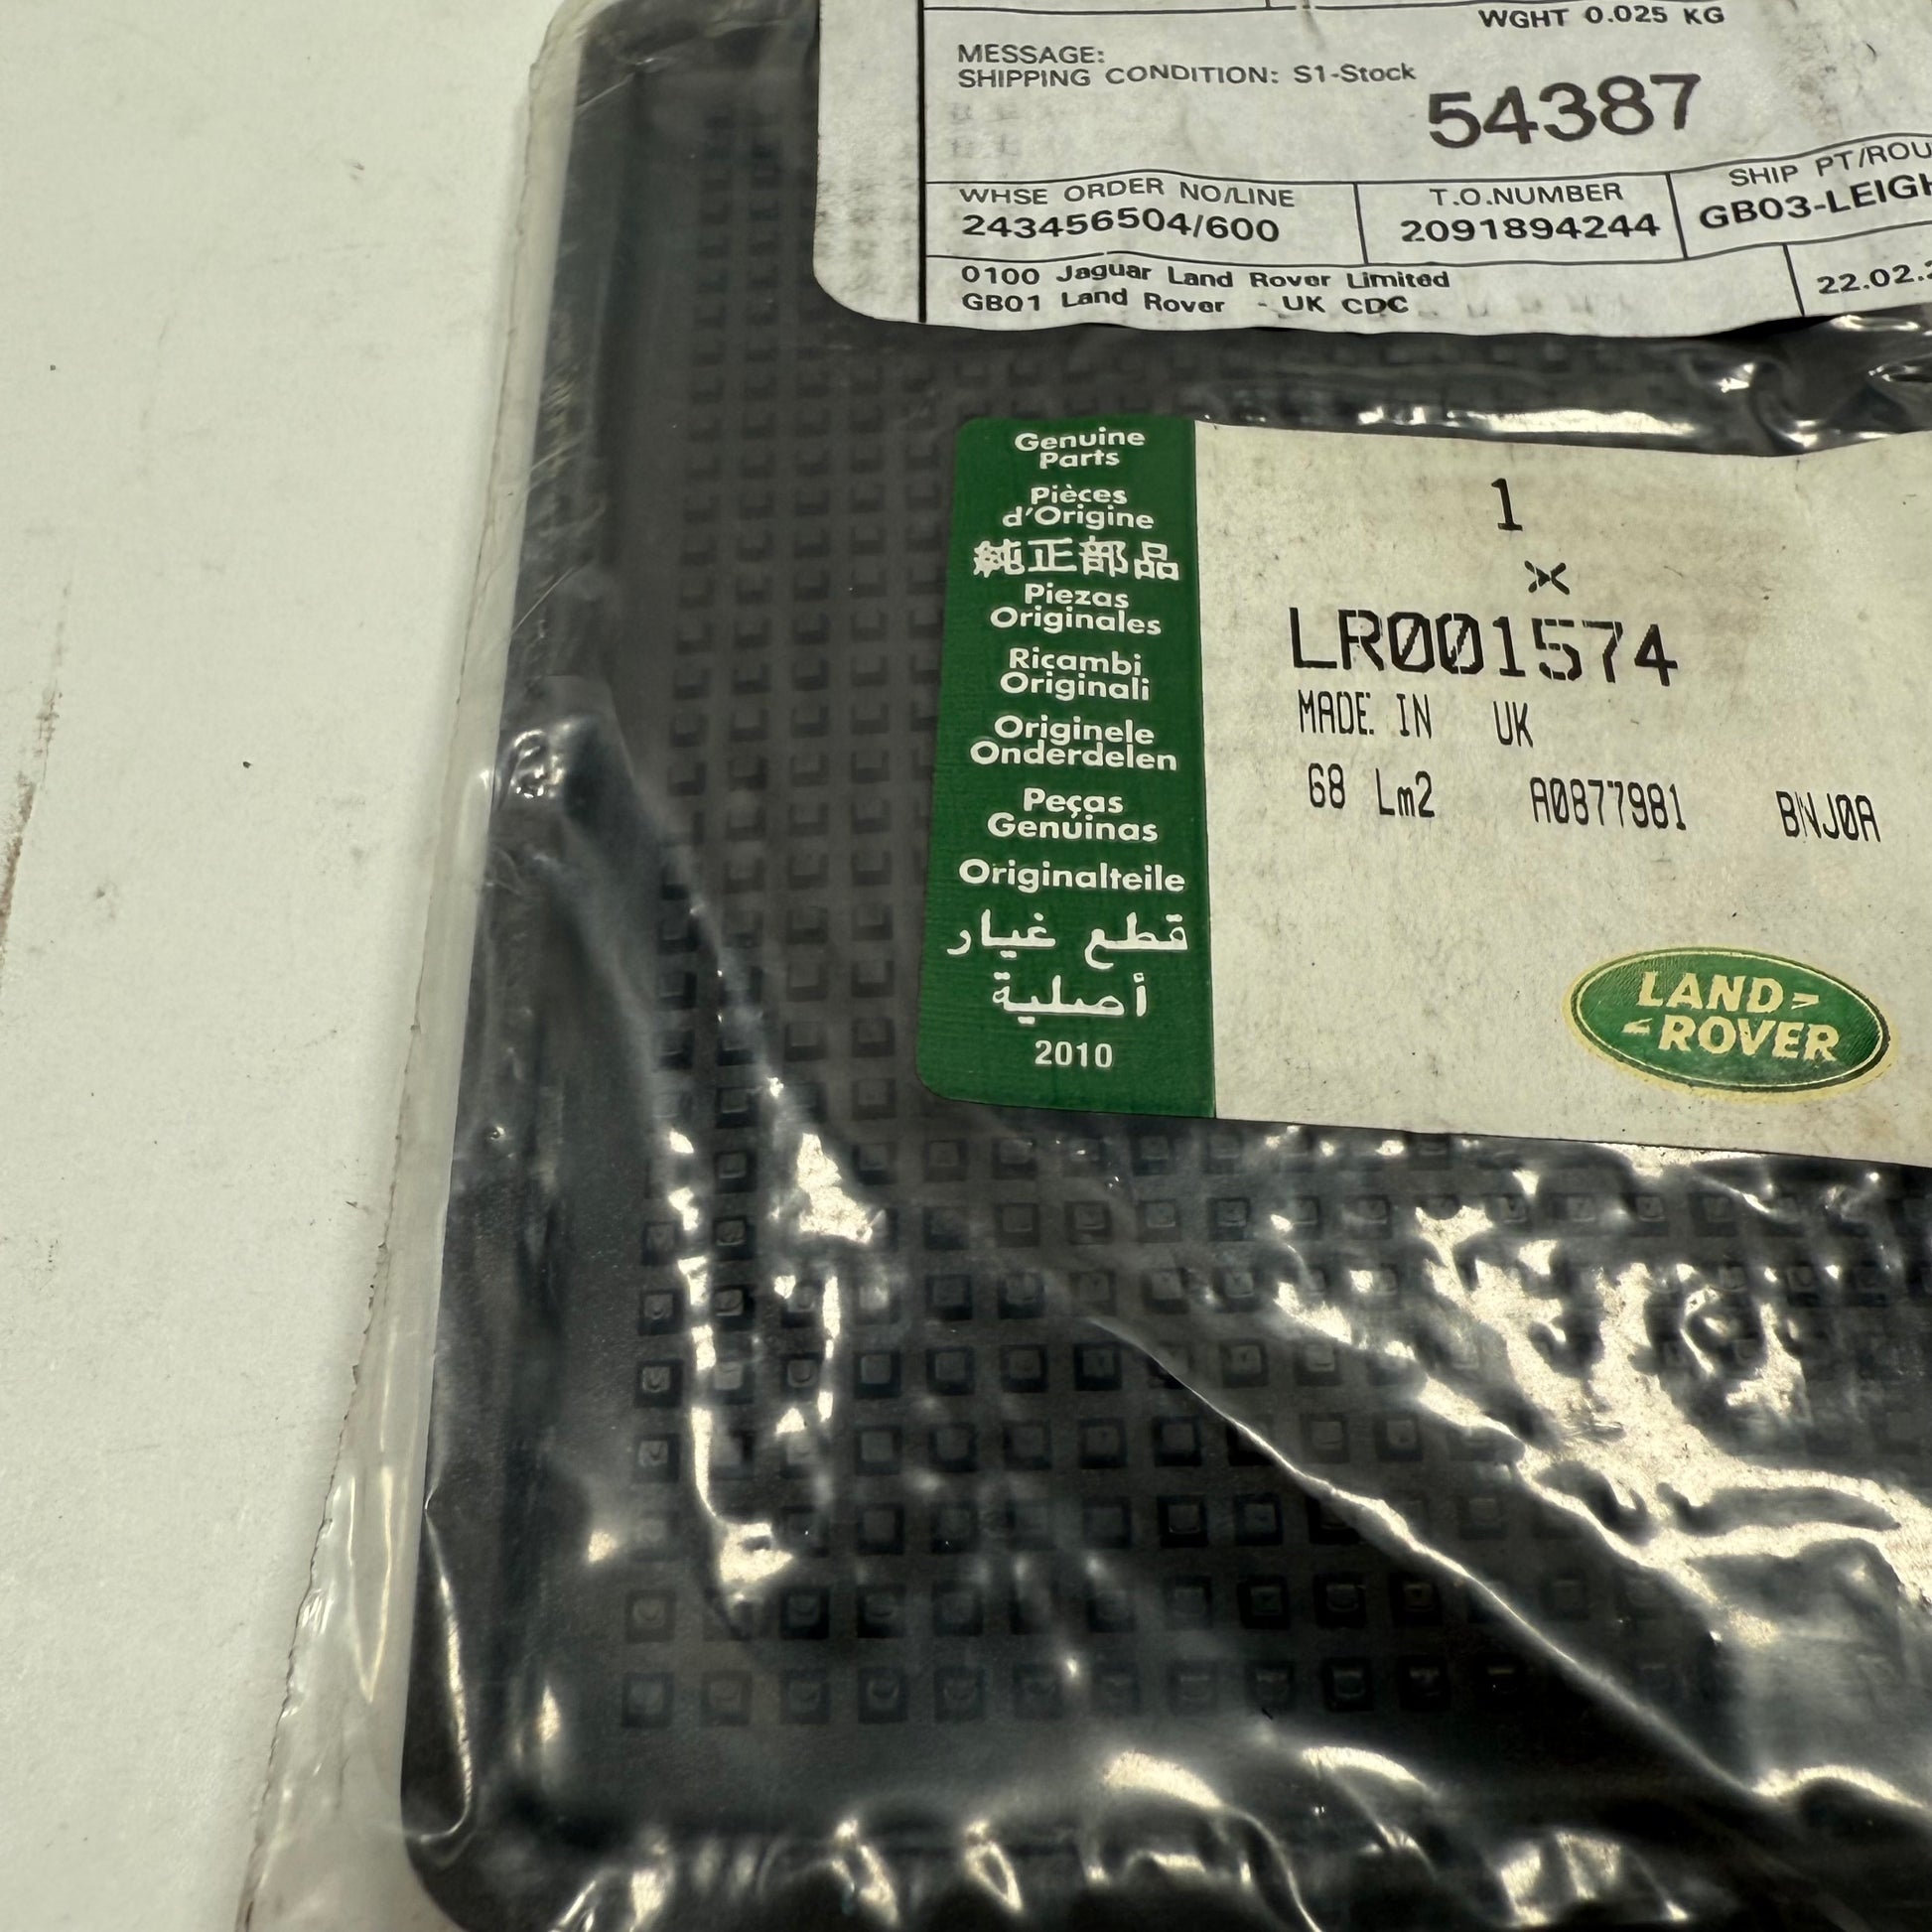 WGHT 0.025 KG
MESSAGE:
SHIPPING CONDITION: S1-Stock
54387
WHSE ORDER NO/LINE
243456504/600
T.O.NUMBER
2091894244
SHIP PT/ROU
GB03-LEIGH
0100 Jaguar Land Rover Limited
GB01 Land Rover - UK CDC
22.02.
Genuine
Parts
Pièces
d'Origine
純正部品
Piezas
Originales
Ricambi
Originali
Originele
Onderdelen
Peças
Genuínas
Originalteile
قطع غيار
أصلية
2010
1
x
LR001574
MADE IN UK
68 Lm2 A0877981 BNJ0A
LAND
ROVER